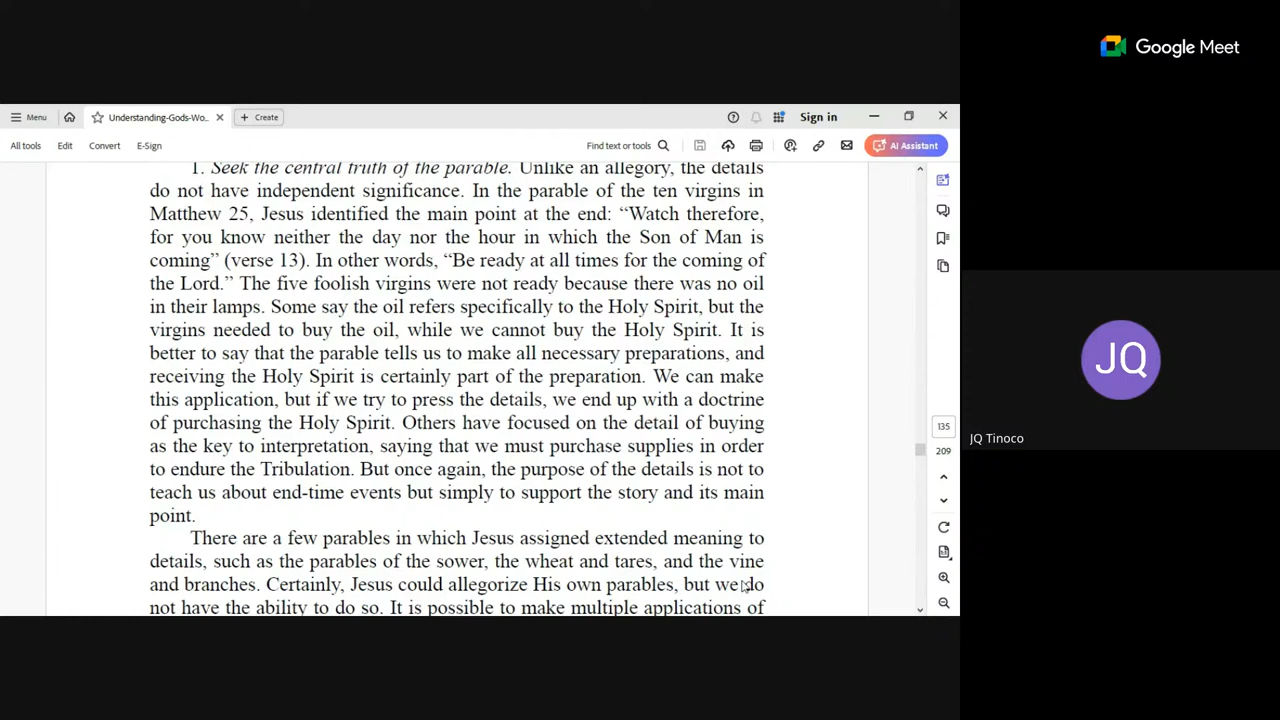 Google Meet
Menu
Understanding-Gods-Wo...
Create
Sign in
All tools
Edit
Convert
E-Sign
Find text or tools
AI Assistant
1. Seek the central truth of the parable. Unlike an allegory, the details
do not have independent significance. In the parable of the ten virgins in
Matthew 25, Jesus identified the main point at the end: “Watch therefore,
for you know neither the day nor the hour in which the Son of Man is
coming” (verse 13). In other words, “Be ready at all times for the coming of
the Lord.” The five foolish virgins were not ready because there was no oil
in their lamps. Some say the oil refers specifically to the Holy Spirit, but the
virgins needed to buy the oil, while we cannot buy the Holy Spirit. It is
better to say that the parable tells us to make all necessary preparations, and
receiving the Holy Spirit is certainly part of the preparation. We can make
this application, but if we try to press the details, we end up with a doctrine
of purchasing the Holy Spirit. Others have focused on the detail of buying
as the key to interpretation, saying that we must purchase supplies in order
to endure the Tribulation. But once again, the purpose of the details is not to
teach us about end-time events but simply to support the story and its main
point.
There are a few parables in which Jesus assigned extended meaning to
details, such as the parables of the sower, the wheat and tares, and the vine
and branches. Certainly, Jesus could allegorize His own parables, but we do
not have the ability to do so. It is possible to make multiple applications of
135
209
JQ
JQ Tinoco